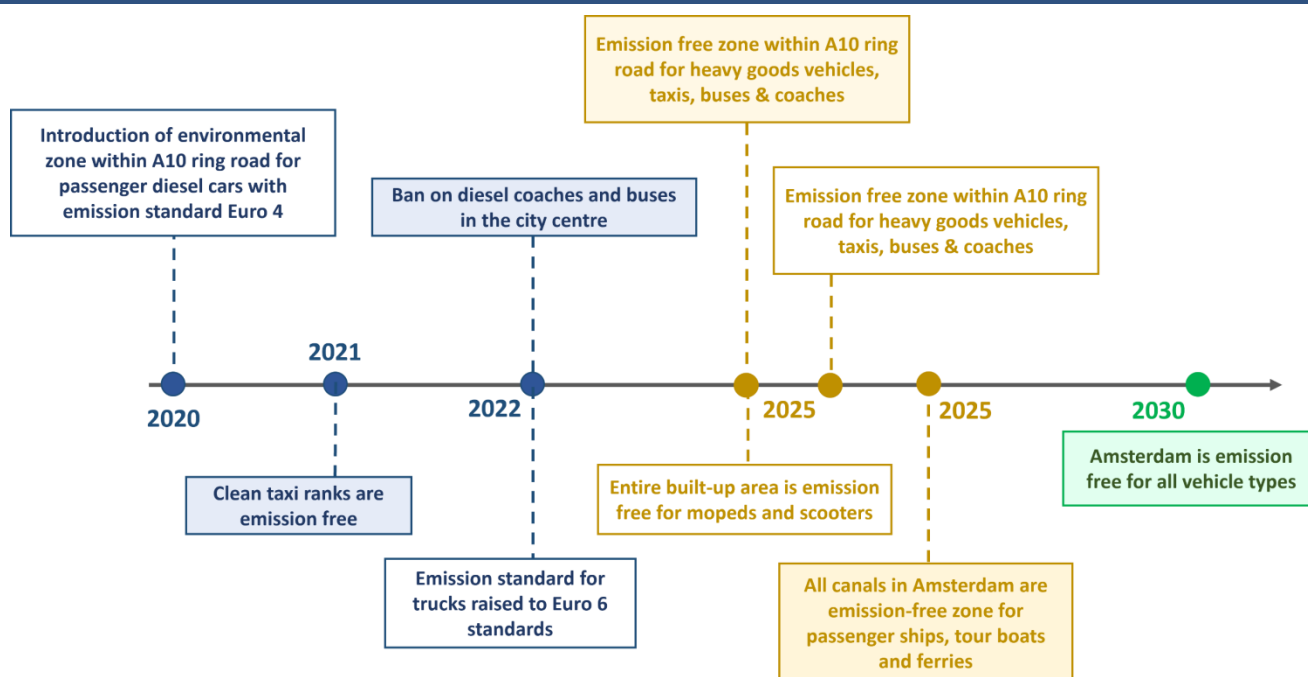 Introduction of environmental
zone within A10 ring road for
passenger diesel cars with
emission standard Euro 4
Ban on diesel coaches and buses
in the city centre
Emission free zone within A10 ring
road for heavy goods vehicles,
taxis, buses & coaches
Emission free zone within A10 ring
road for heavy goods vehicles,
taxis, buses & coaches
2020
2021
2022
2025
2025
2030
Clean taxi ranks are
emission free
Emission standard for
trucks raised to Euro 6
standards
Entire built-up area is emission
free for mopeds and scooters
All canals in Amsterdam are
emission-free zone for
passenger ships, tour boats
and ferries
Amsterdam is emission
free for all vehicle types